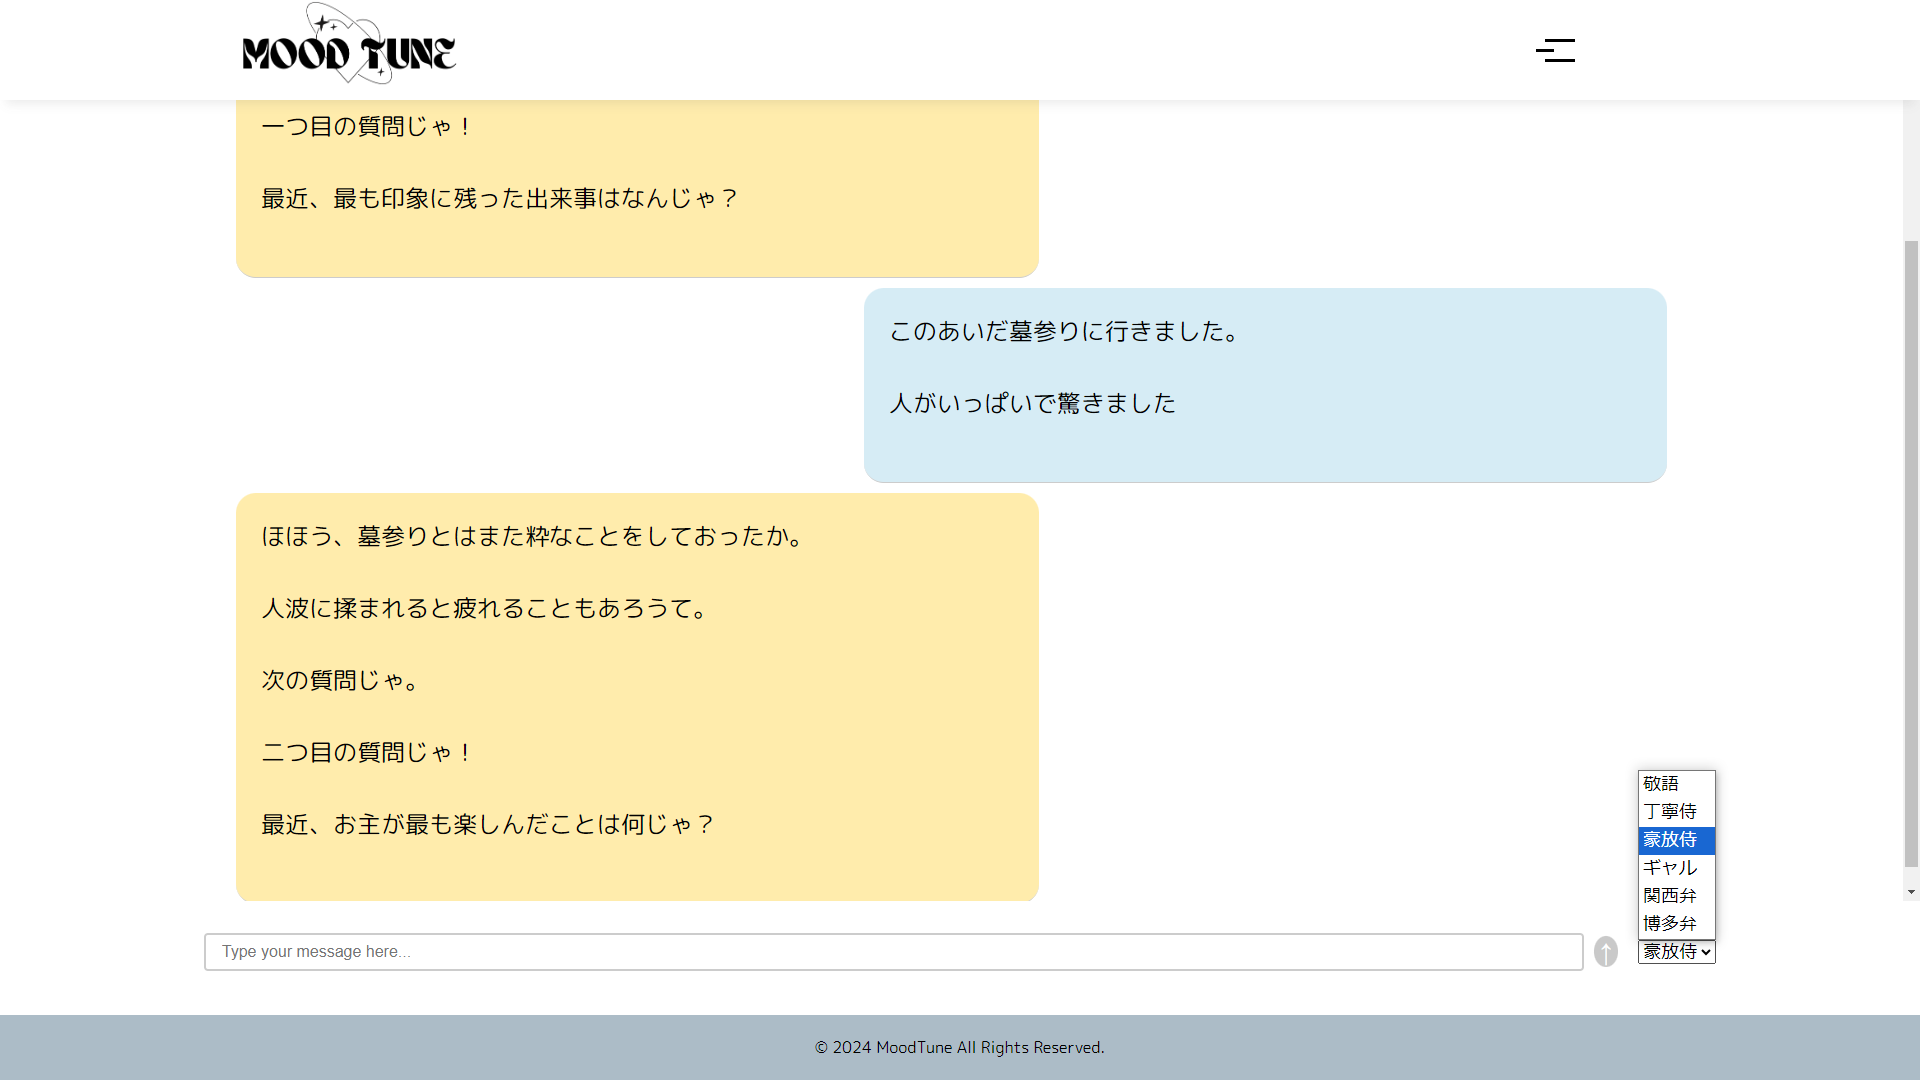 MOOD TUNE
一つ目の質問じゃ！
最近、最も印象に残った出来事はなんじゃ？
このあいだ墓参りに行きました。
人がいっぱいで驚きました
ほほう、墓参りとはまた粋なことをしておったか。
人波に揉まれると疲れることもあろうて。
次の質問じゃ。
二つ目の質問じゃ！
最近、お主が最も楽しんだことは何じゃ？
敬語
丁寧侍
豪放侍
ギャル
関西弁
博多弁
Type your message here...
↑
豪放侍
© 2024 MoodTune All Rights Reserved.